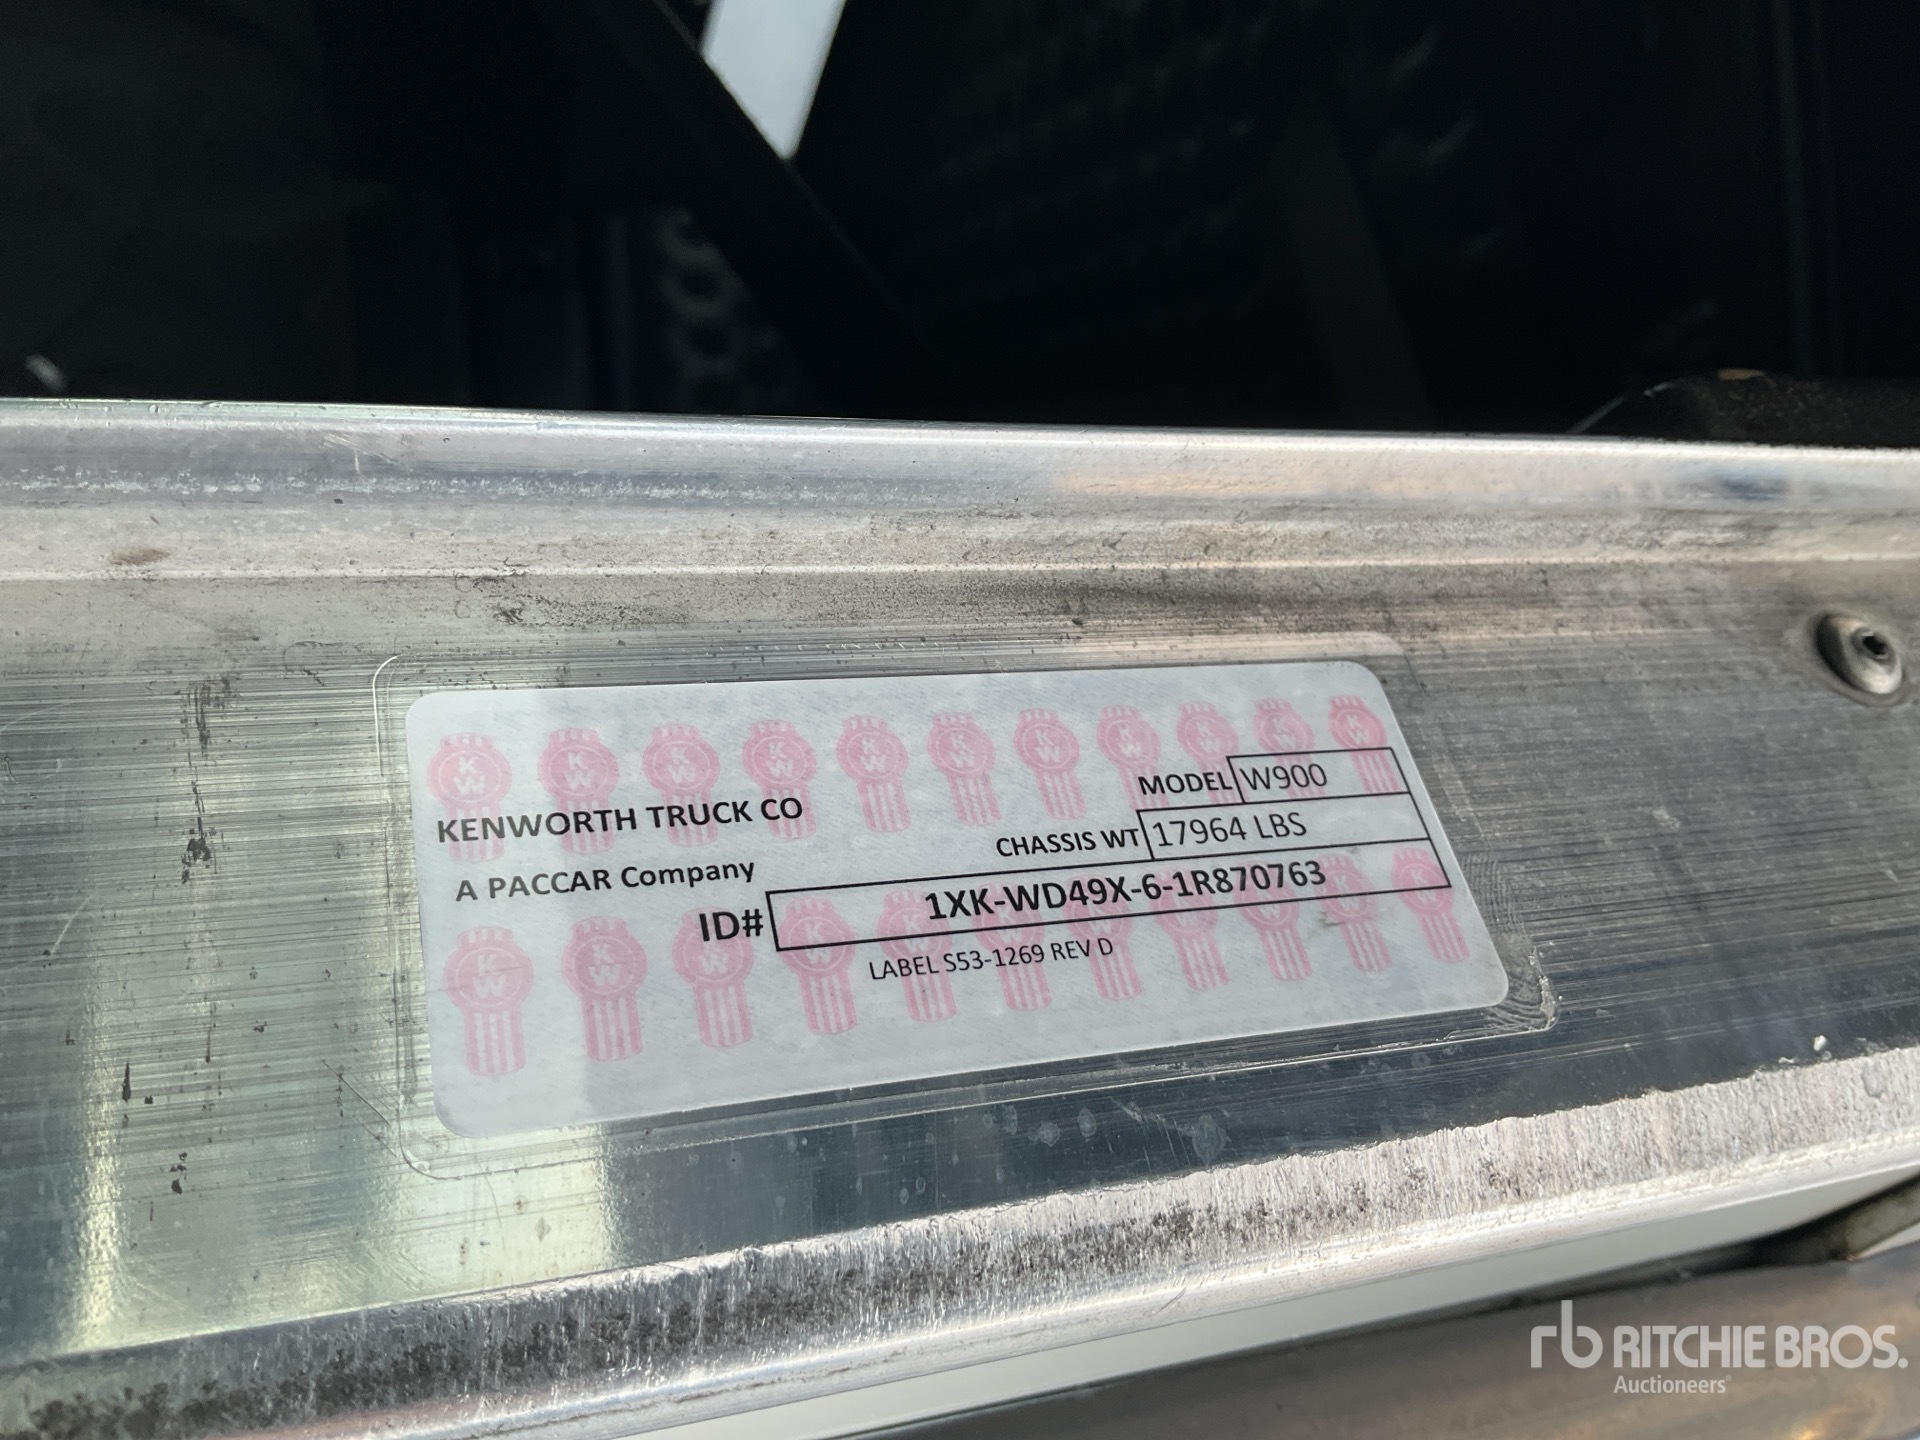 KENWORTH TRUCK CO
A PACCAR Company
MODEL W900
CHASSIS WT 17964 LBS
ID# 1XK-WD49X-6-1R870763
LABEL S53-1269 REV D
rb RITCHIE BROS.
Auctioneers